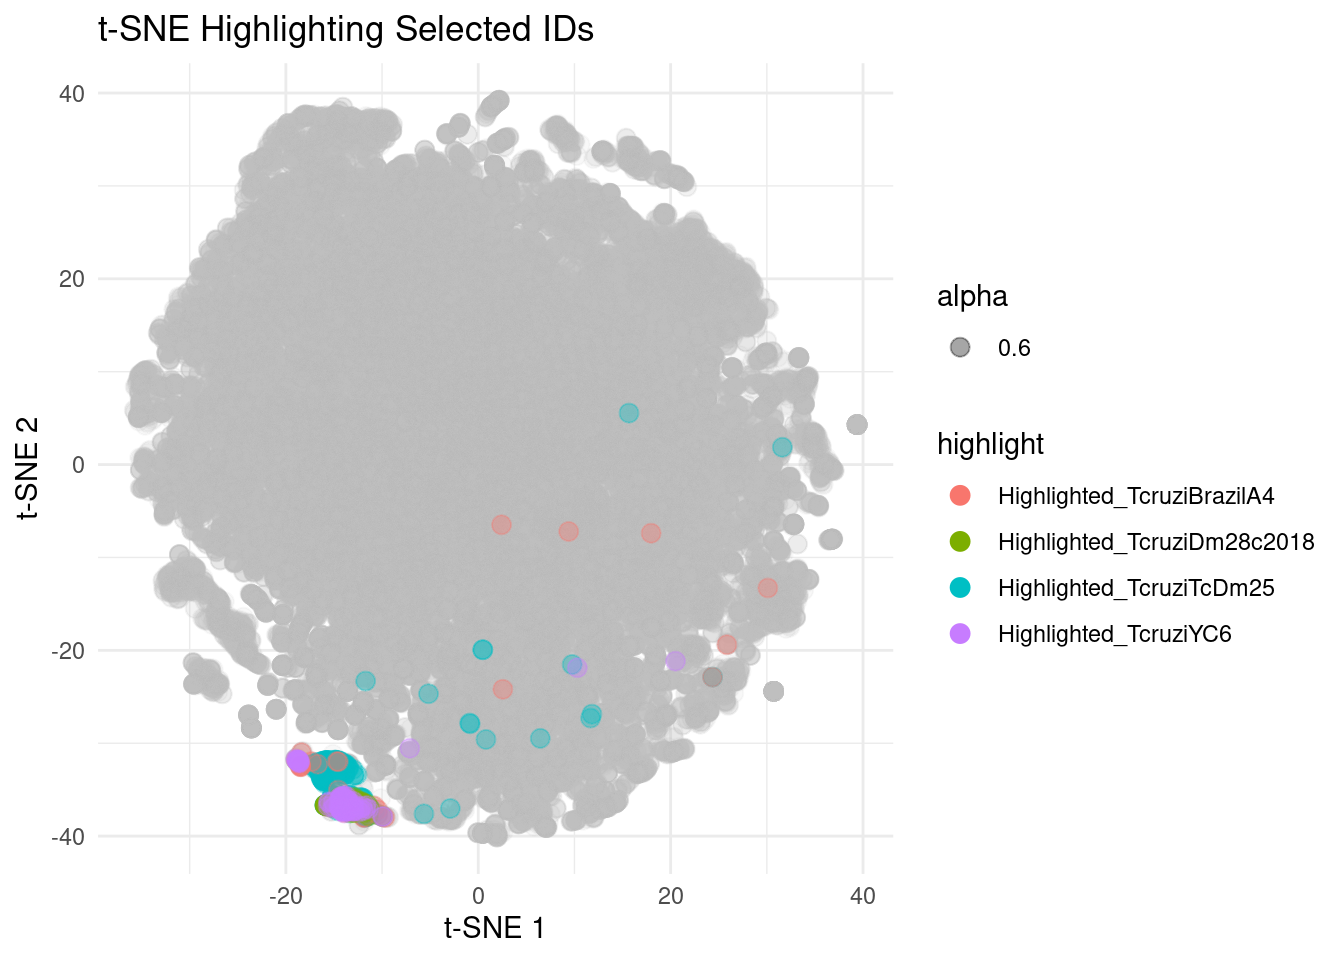 t-SNE Highlighting Selected IDs
40
20
0
-20
-40
t-SNE 2
-20
0
20
40
t-SNE 1
alpha
0.6
highlight
Highlighted_TcruziBrazilA4
Highlighted_TcruziDm28c2018
Highlighted_TcruziTcDm25
Highlighted_TcruziYC6